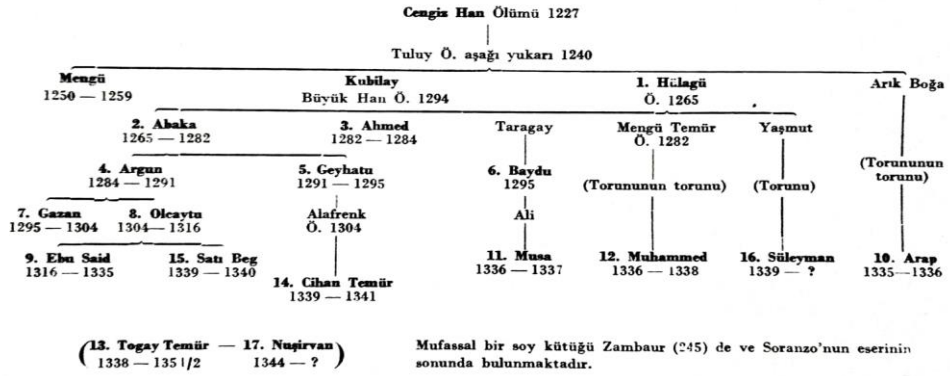 Cengiz Han Ölümü 1227
Tuluy Ö. aşağı yukarı 1240
Mengü Kubilay 1. Hülagü Arık Boğa
1250 — 1259 Büyük Han Ö. 1294 Ö. 1265
2. Abaka 3. Ahmed Taragay Mengü Temür Yaşmut
1265 — 1282 1282 — 1284 Ö. 1282
4. Argun 5. Geyhatu 6. Baydu (Torununun torunu) (Torunu) (Torununun torunu)
1284 — 1291 1291 — 1295 1295
7. Gazan 8. Olcaytu Alafrenk Ali
1295 — 1304 1304 — 1316 Ö. 1304
9. Ebu Said 15. Satı Beg 11. Musa 12. Muhammed 16. Süleyman 10. Arap
1316 — 1335 1339 — 1340 1336 — 1337 1336 — 1338 1339 — ? 1335—1336
14. Cihan Temür
1339 — 1341
(13. Togay Temür — 17. Nuşirvan)
1338 — 1351/2 1344 — ?
Mufassal bir soy kütüğü Zambaur (245) de ve Soranzo'nun eserinin
sonunda bulunmaktadır.